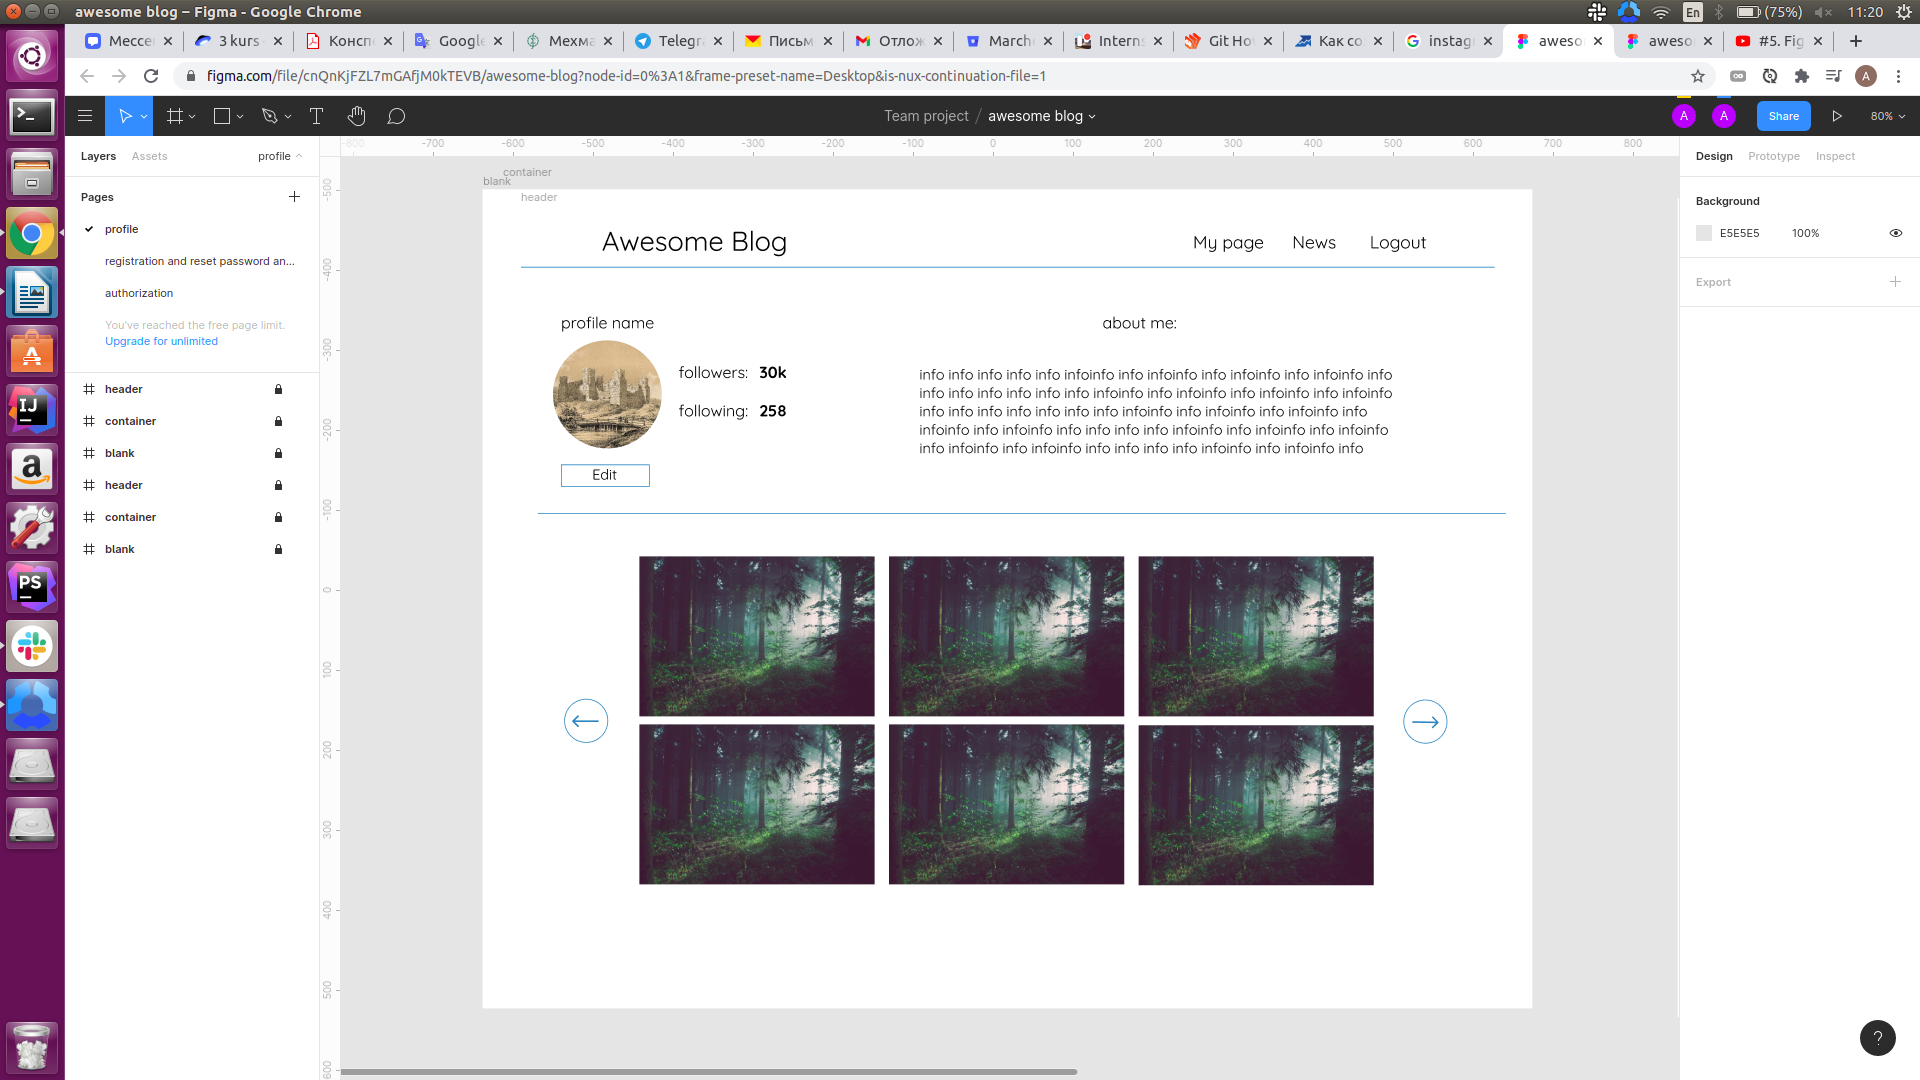 awesome blog – Figma - Google Chrome
En
(75%)
11:20
Мессе
3 kurs
Консп
Google
Мехма
Telegra
Письм
Отлож
March
Interns
Git Ho
Как со
instag
aweso
aweso
#5. Fig
figma.com/file/cnQnKjFZL7mGAfjM0kTEVB/awesome-blog?node-id=0%3A1&frame-preset-name=Desktop&is-nux-continuation-file=1
A
Team project / awesome blog
A
A
Share
80%
Layers
Assets
profile
-800 -700 -600 -500 -400 -300 -200 -100 0 100 200 300 400 500 600 700 800
Design
Prototype
Inspect
Pages
profile
registration and reset password an...
authorization
You've reached the free page limit.
Upgrade for unlimited
header
container
blank
header
container
blank
-500
-400
-300
-200
-100
0
100
200
300
400
500
600
container
blank
header
Awesome Blog
My page
News
Logout
profile name
followers: 30k
following: 258
Edit
about me:
info info info info info infoinfo info infoinfo info infoinfo info infoinfo info
info info info info info infoinfo info infoinfo info infoinfo info infoinfo info
info info info info info info info infoinfo info infoinfo info infoinfo info
infoinfo info infoinfo info info info info infoinfo info infoinfo info infoinfo
info infoinfo info infoinfo info info info info infoinfo info infoinfo info
Background
E5E5E5
100%
Export
?
IJ
a
PS
A